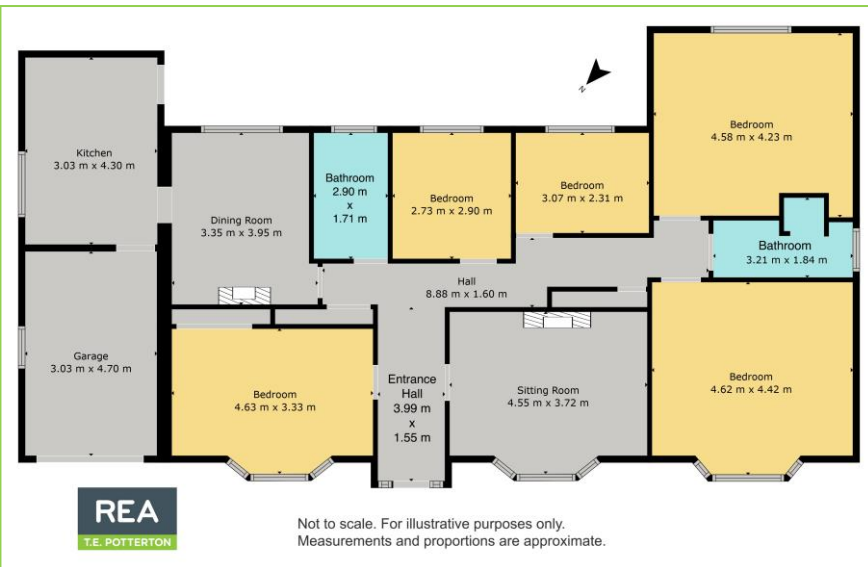 Kitchen
3.03 m x 4.30 m
Dining Room
3.35 m x 3.95 m
Bathroom
2.90 m
x
1.71 m
Bedroom
2.73 m x 2.90 m
Bedroom
3.07 m x 2.31 m
N
Bedroom
4.58 m x 4.23 m
Bathroom
3.21 m x 1.84 m
Hall
8.88 m x 1.60 m
Garage
3.03 m x 4.70 m
Bedroom
4.63 m x 3.33 m
Entrance
Hall
3.99 m
x
1.55 m
Sitting Room
4.55 m x 3.72 m
Bedroom
4.62 m x 4.42 m
REA
T.E. POTTERTON
Not to scale. For illustrative purposes only.
Measurements and proportions are approximate.